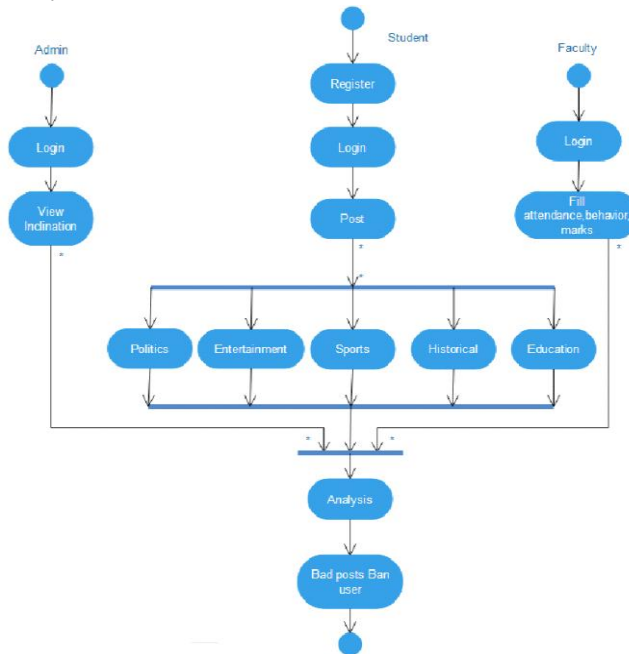 Admin
Student
Faculty
Register
Login
Login
Login
View
Inclination
Post
Fill
attendance,behavior,
marks
*
*
*
*
Politics
Entertainment
Sports
Historical
Education
*
*
Analysis
Bad posts Ban
user